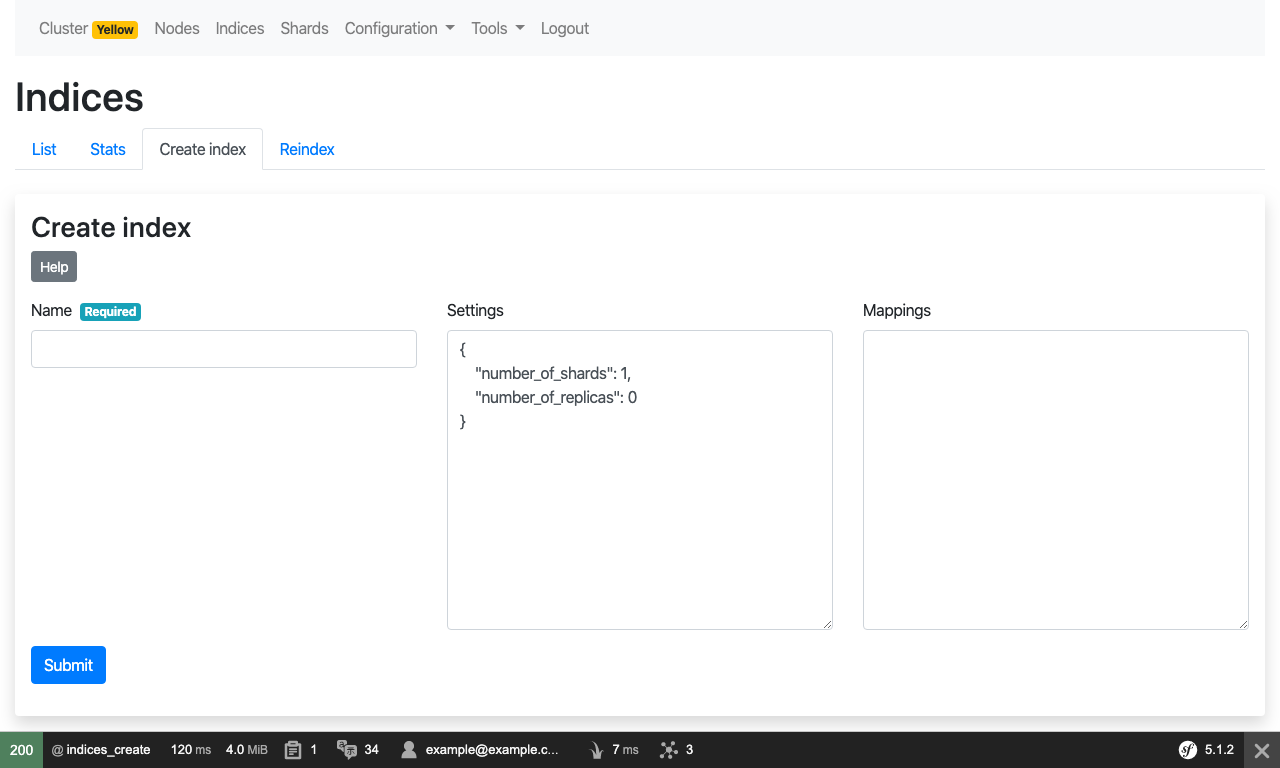 Cluster Yellow Nodes Indices Shards Configuration Tools Logout
Indices
List Stats Create index Reindex
Create index
Help
Name Required Settings Mappings
{
"number_of_shards": 1,
"number_of_replicas": 0
}
Submit
200 @ indices_create 120 ms 4.0 MiB 1 34 example@example.c... 7 ms 3 sf 5.1.2